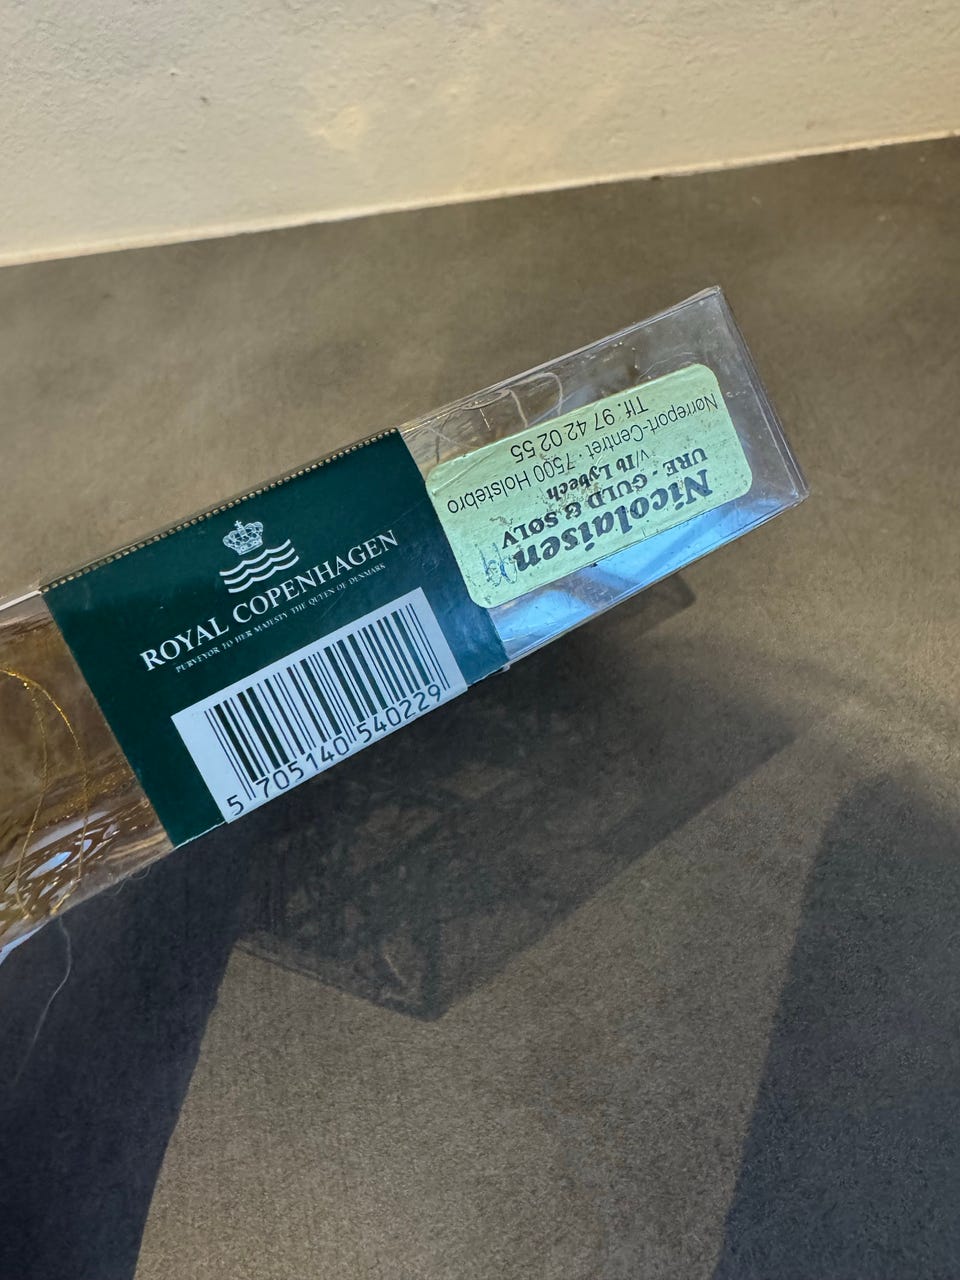 ROYAL COPENHAGEN
PURVEYOR TO HER MAJESTY THE QUEEN OF DENMARK
5 705140 540229
Nicolaisen
URE - GULD & SØLV
v/Ib Lybech
Nørreport-Centret · 7500 Holstebro
Tlf. 97 42 02 55